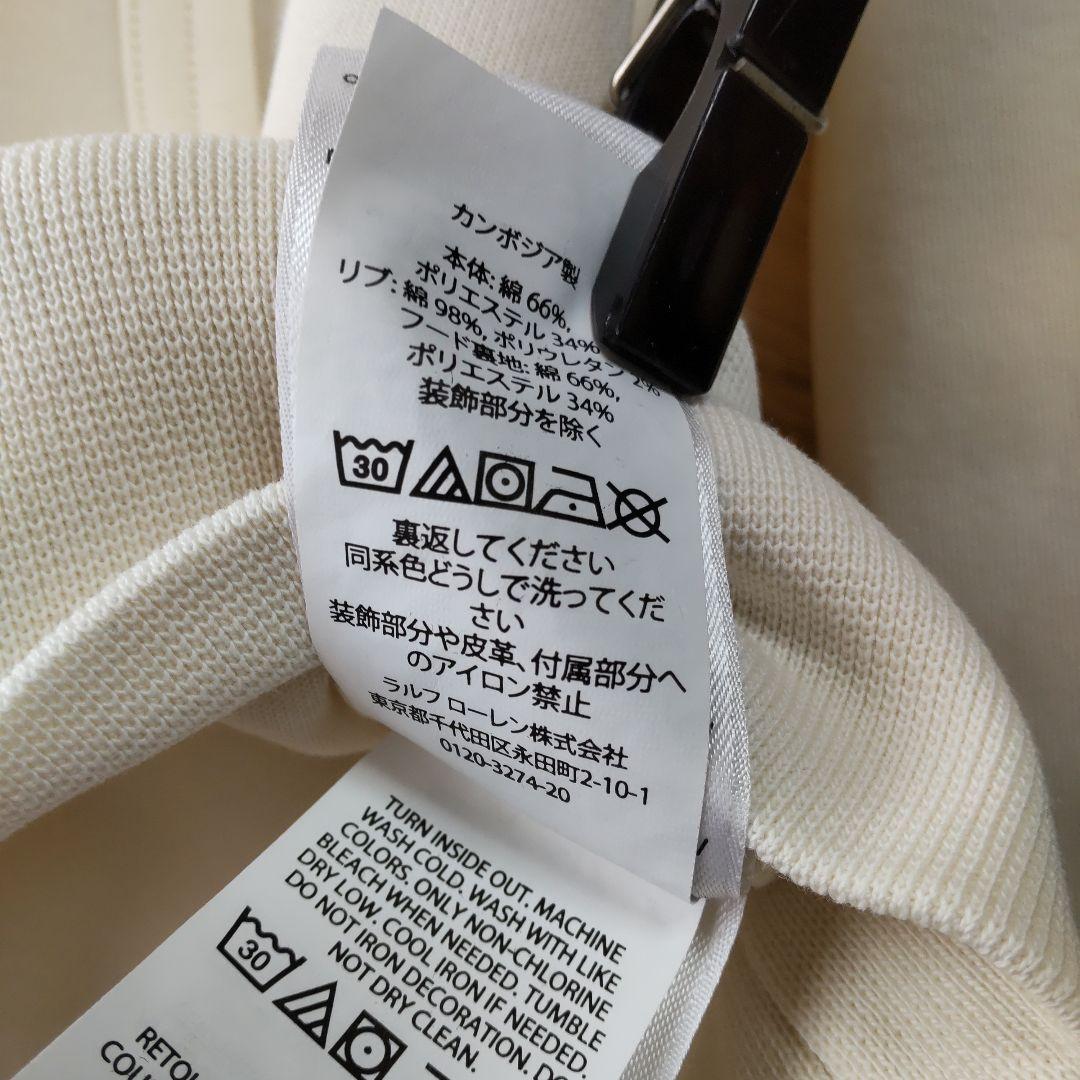 カンボジア製
本体: 綿 66%,
ポリエステル 34%
リブ: 綿 98%, ポリウレタン 2%
フード裏地: 綿 66%,
ポリエステル 34%
装飾部分を除く
30
裏返してください
同系色どうしで洗ってくだ
さい
装飾部分や皮革、付属部分へ
のアイロン禁止
ラルフ ローレン株式会社
東京都千代田区永田町2-10-1
0120-3274-20
TURN INSIDE OUT. MACHINE
WASH COLD. WASH WITH LIKE
COLORS. ONLY NON-CHLORINE
BLEACH WHEN NEEDED. TUMBLE
DRY LOW. COOL IRON IF NEEDED.
DO NOT IRON DECORATION. DO
NOT DRY CLEAN.
30
RETOU
COU